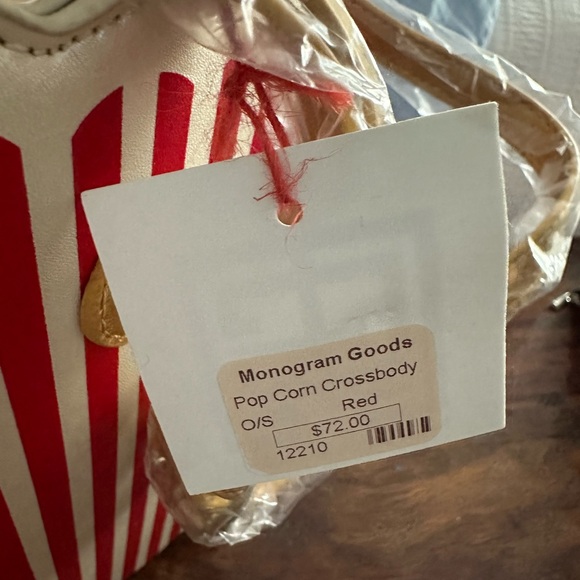 Monogram Goods
Pop Corn Crossbody
O/S Red
$72.00
12210